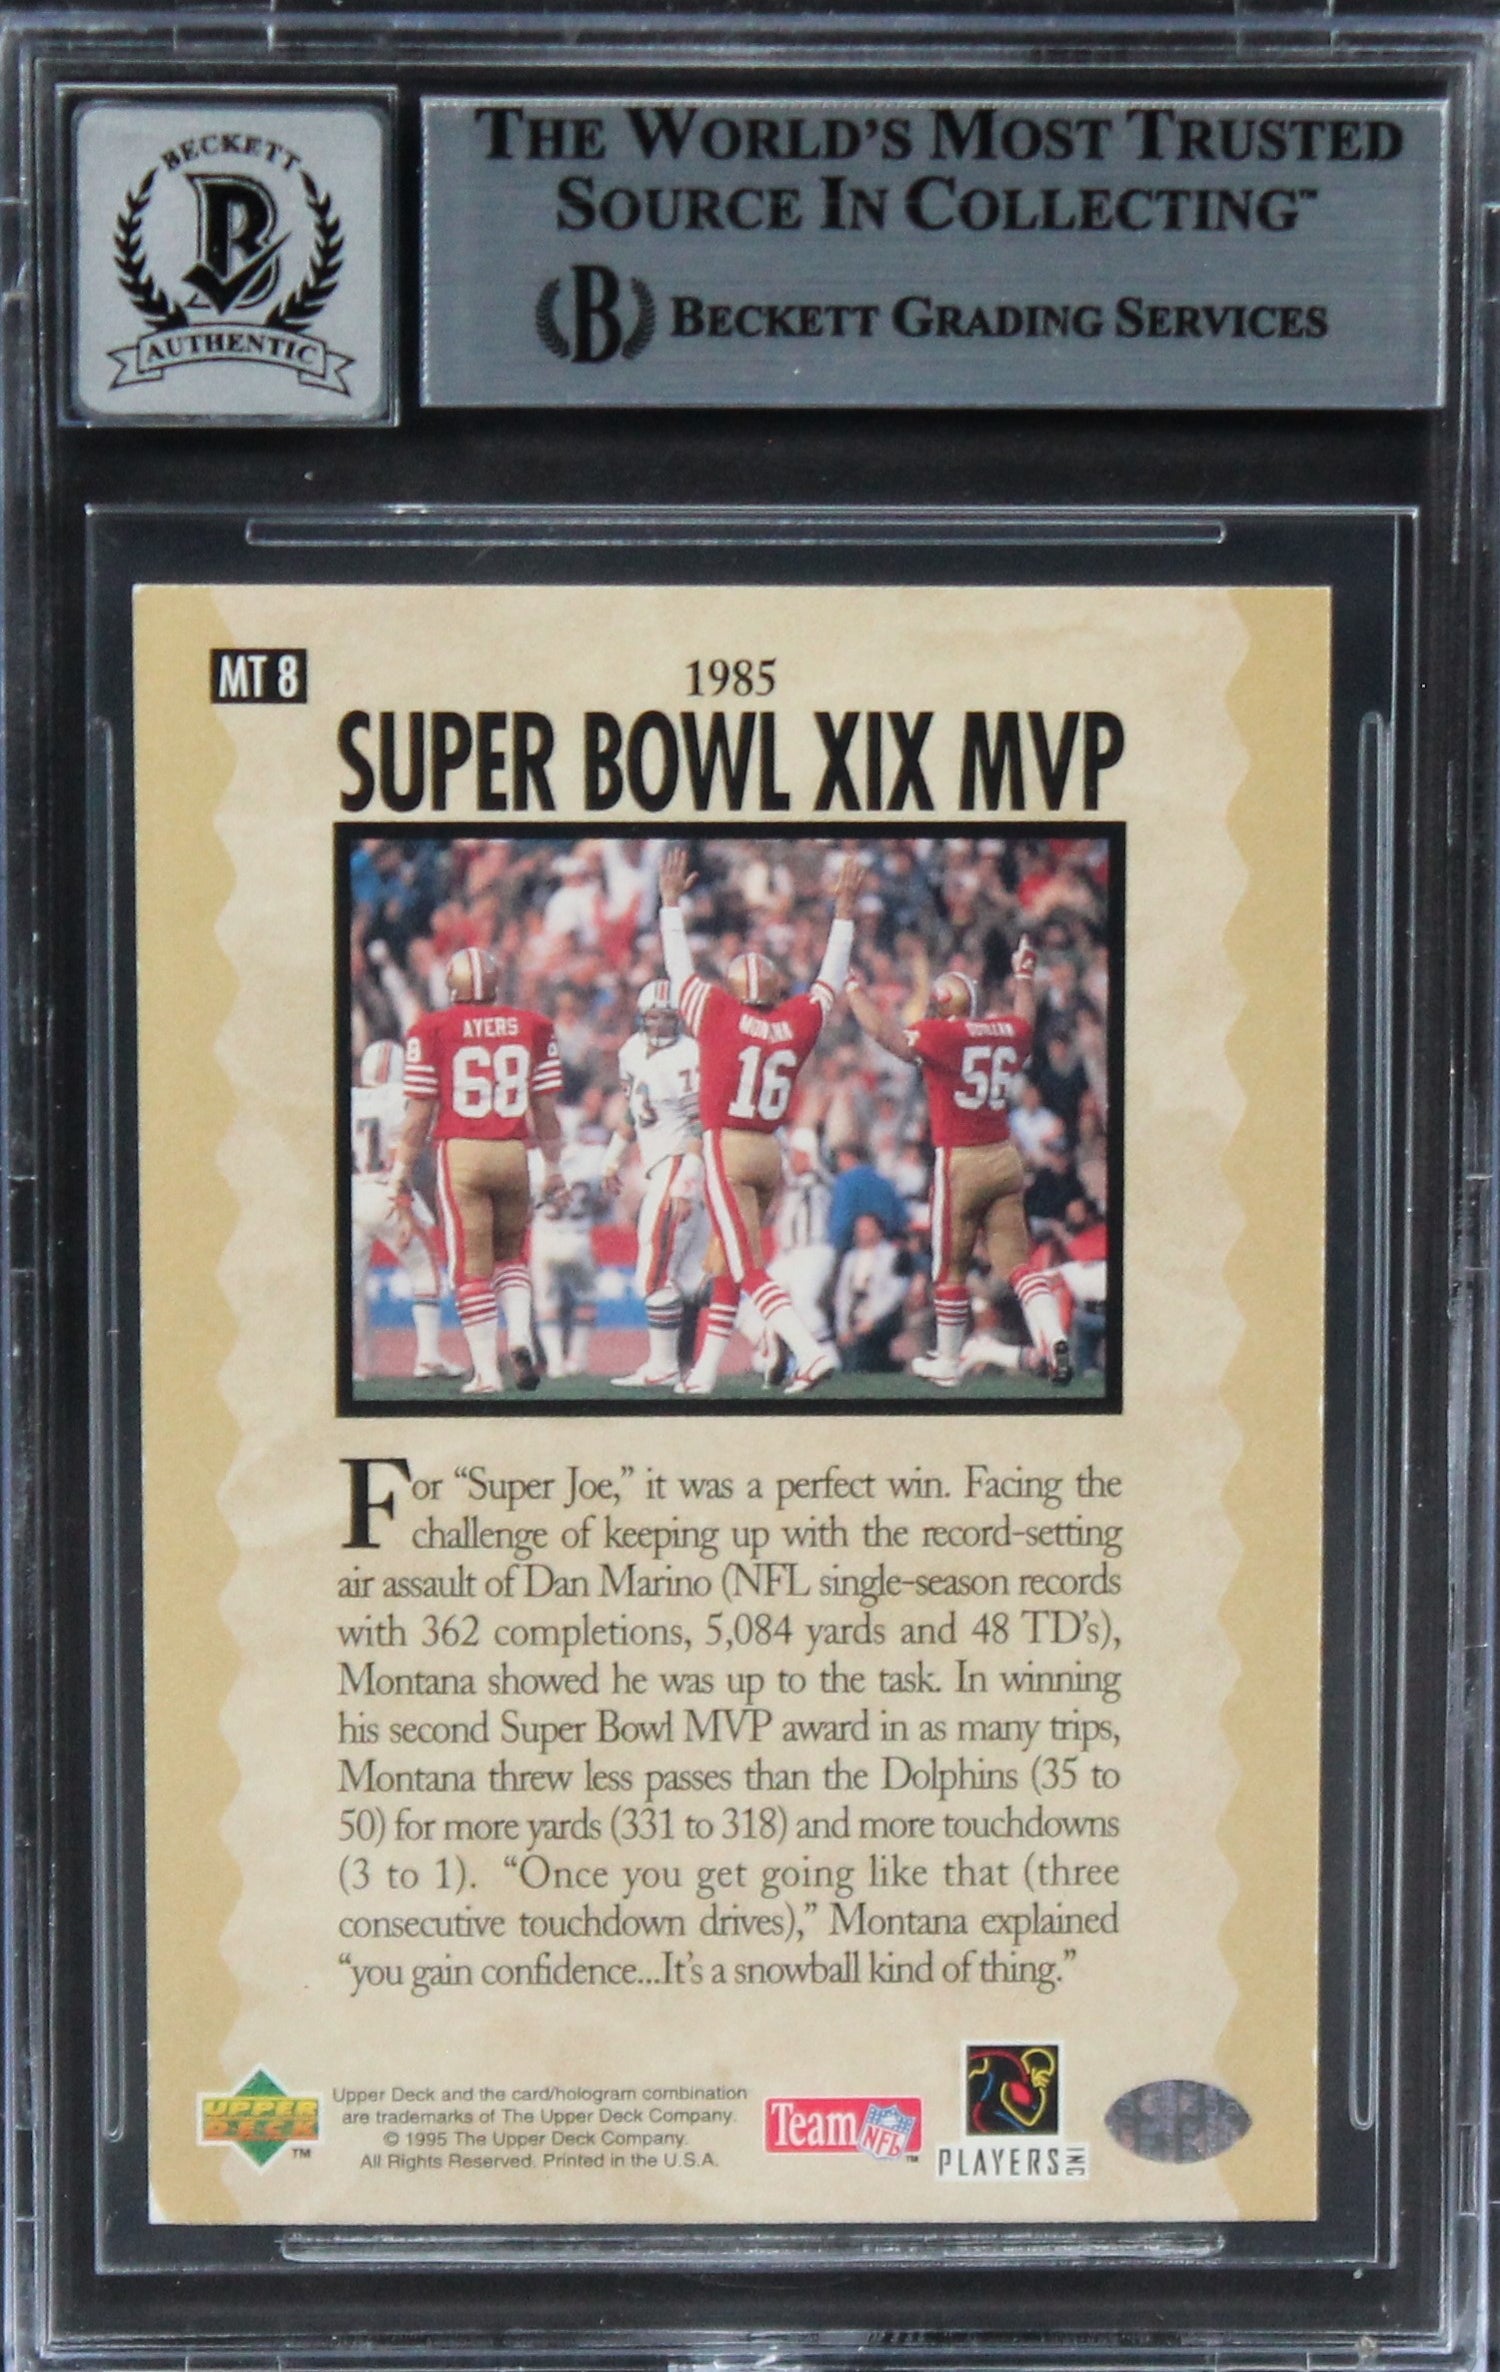 BECKETT
AUTHENTIC
THE WORLD'S MOST TRUSTED
SOURCE IN COLLECTING™
B BECKETT GRADING SERVICES
MT 8
1985
SUPER BOWL XIX MVP
AYERS
68
MONTANA
16
QUILLAN
56
73
For “Super Joe,” it was a perfect win. Facing the
challenge of keeping up with the record-setting
air assault of Dan Marino (NFL single-season records
with 362 completions, 5,084 yards and 48 TD's),
Montana showed he was up to the task. In winning
his second Super Bowl MVP award in as many trips,
Montana threw less passes than the Dolphins (35 to
50) for more yards (331 to 318) and more touchdowns
(3 to 1). “Once you get going like that (three
consecutive touchdown drives),” Montana explained
“you gain confidence...It's a snowball kind of thing.”
UPPER
DECK
™
Upper Deck and the card/hologram combination
are trademarks of The Upper Deck Company.
© 1995 The Upper Deck Company.
All Rights Reserved. Printed in the U.S.A.
Team NFL™
PLAYERS INC